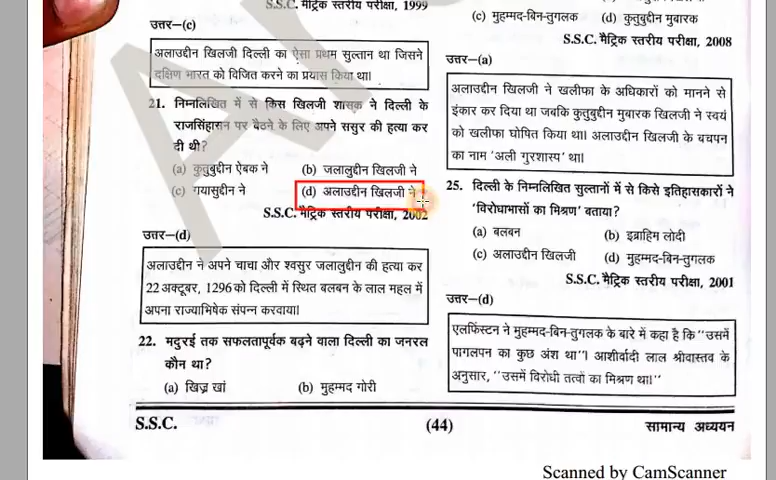 S.S.C. मैट्रिक स्तरीय परीक्षा, 1999
उत्तर–(c)
अलाउद्दीन खिलजी दिल्ली का ऐसा प्रथम सुल्तान था जिसने
दक्षिण भारत को विजित करने का प्रयास किया था।
21. निम्नलिखित में से किस खिलजी शासक ने दिल्ली के
राजसिंहासन पर बैठने के लिए अपने ससुर की हत्या कर
दी थी?
(a) कुतुबुद्दीन ऐबक ने (b) जलालुद्दीन खिलजी ने
(c) गयासुद्दीन ने (d) अलाउद्दीन खिलजी ने
S.S.C. मैट्रिक स्तरीय परीक्षा, 2002
उत्तर–(d)
अलाउद्दीन ने अपने चाचा और श्वसुर जलालुद्दीन की हत्या कर
22 अक्टूबर, 1296 को दिल्ली में स्थित बलबन के लाल महल में
अपना राज्याभिषेक संपन्न करवाया।
22. मदुरई तक सफलतापूर्वक बढ़ने वाला दिल्ली का जनरल
कौन था?
(a) खिज्र खां (b) मुहम्मद गोरी
(c) मुहम्मद-बिन-तुगलक (d) कुतुबुद्दीन मुबारक
S.S.C. मैट्रिक स्तरीय परीक्षा, 2008
उत्तर–(a)
अलाउद्दीन खिलजी ने खलीफा के अधिकारों को मानने से
इंकार कर दिया था जबकि कुतुबुद्दीन मुबारक खिलजी ने स्वयं
को खलीफा घोषित किया था। अलाउद्दीन खिलजी के बचपन
का नाम 'अली गुरशास्प' था।
25. दिल्ली के निम्नलिखित सुल्तानों में से किसे इतिहासकारों ने
'विरोधाभासों का मिश्रण' बताया?
(a) बलबन (b) इब्राहिम लोदी
(c) अलाउद्दीन खिलजी (d) मुहम्मद-बिन-तुगलक
S.S.C. मैट्रिक स्तरीय परीक्षा, 2001
उत्तर–(d)
एलफिंस्टन ने मुहम्मद-बिन-तुगलक के बारे में कहा है कि "उसमें
पागलपन का कुछ अंश था"। आशीर्वादी लाल श्रीवास्तव के
अनुसार, "उसमें विरोधी तत्वों का मिश्रण था।"
S.S.C. (44) सामान्य अध्ययन
Scanned by CamScanner